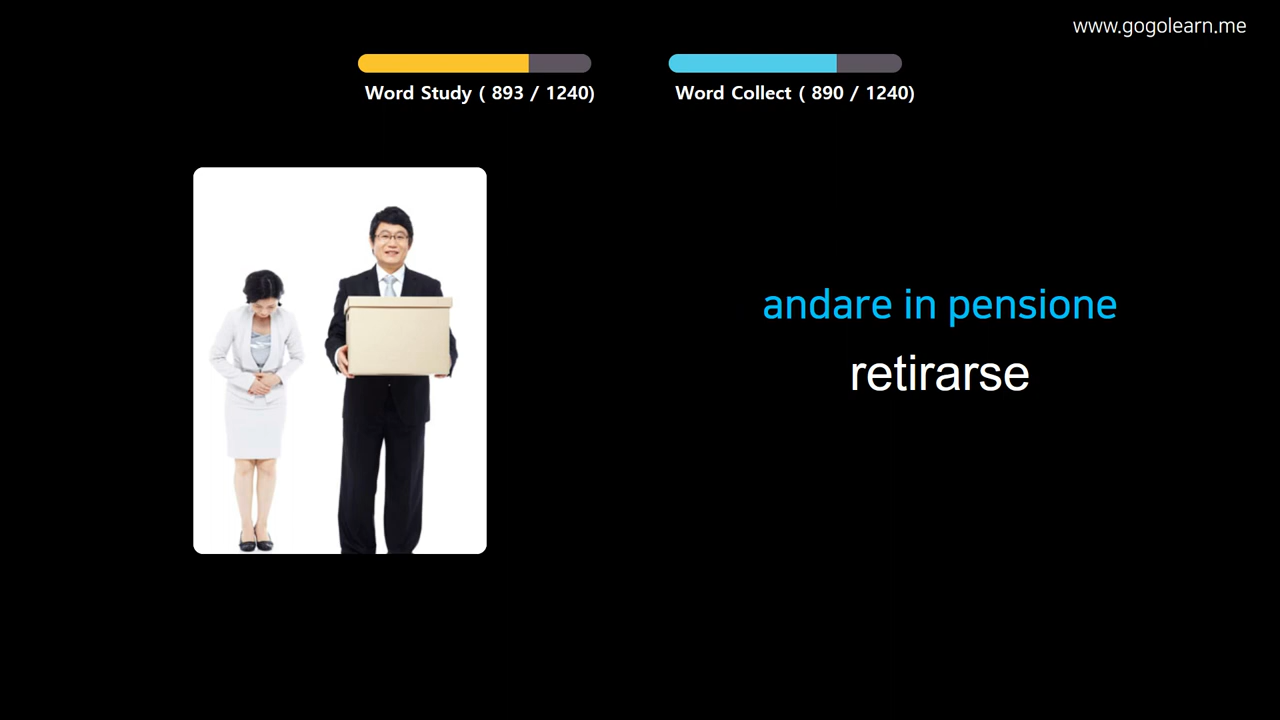 www.gogolearn.me
Word Study ( 893 / 1240)
Word Collect ( 890 / 1240)
andare in pensione
retirarse